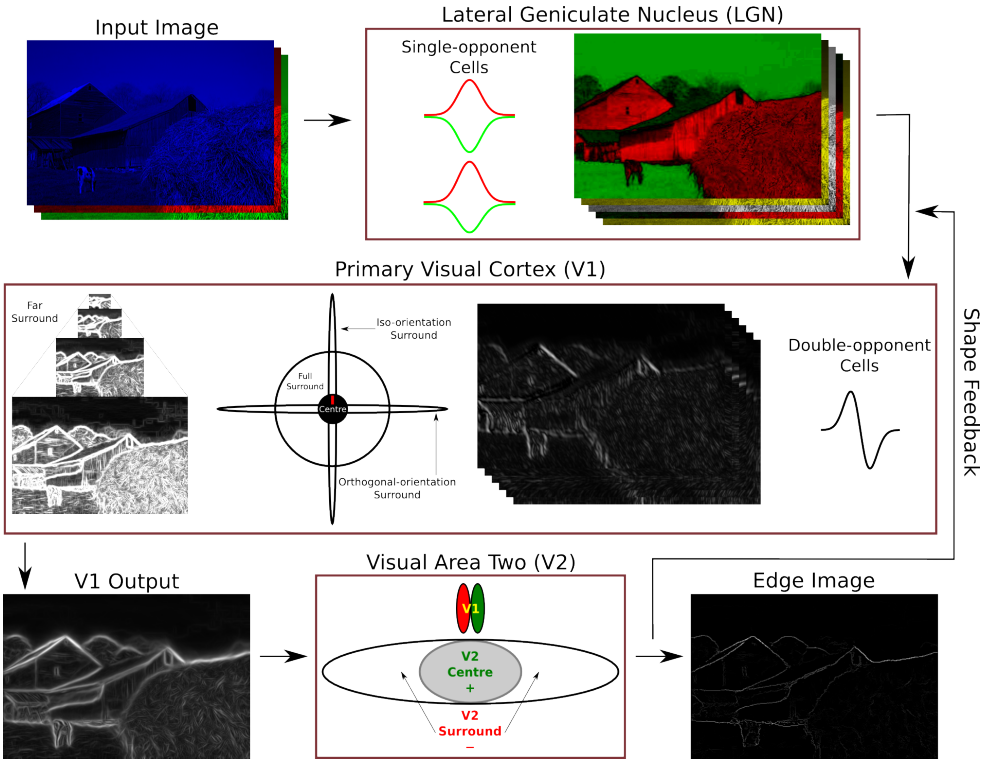 Input Image
Lateral Geniculate Nucleus (LGN)
Single-opponent
Cells
Primary Visual Cortex (V1)
Far
Surround
Iso-orientation
Surround
Full
Surround
Centre
Orthogonal-orientation
Surround
Double-opponent
Cells
Shape Feedback
V1 Output
Visual Area Two (V2)
V1
V2
Centre
+
V2
Surround
−
Edge Image